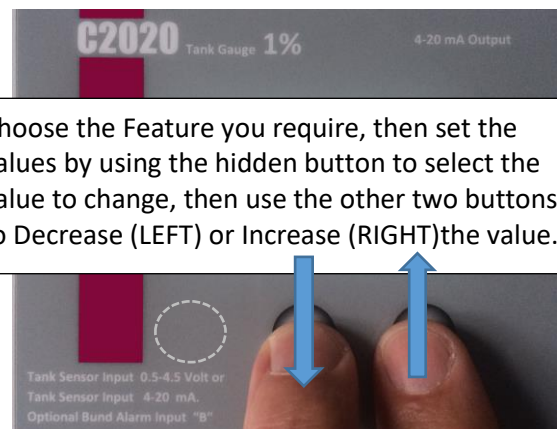 C2020 Tank Gauge 1% 4-20 mA Output
hoose the Feature you require, then set the
alues by using the hidden button to select the
alue to change, then use the other two buttons
o Decrease (LEFT) or Increase (RIGHT)the value.
Tank Sensor Input 0.5-4.5 Volt or
Tank Sensor Input 4-20 mA.
Optional Bund Alarm Input "B"